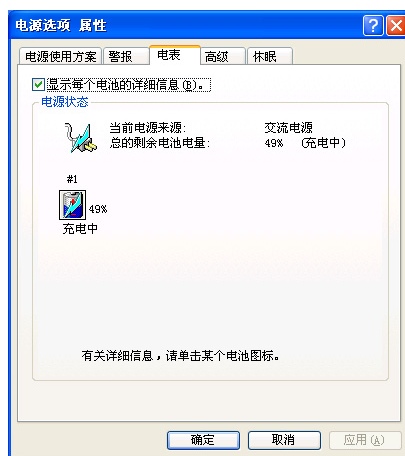 电源选项 属性
电源使用方案 警报 电表 高级 休眠
显示每个电池的详细信息(B)。
电源状态
当前电源来源: 交流电源
总的剩余电池电量: 49% (充电中)
#1
49%
充电中
有关详细信息，请单击某个电池图标。
确定 取消 应用(A)